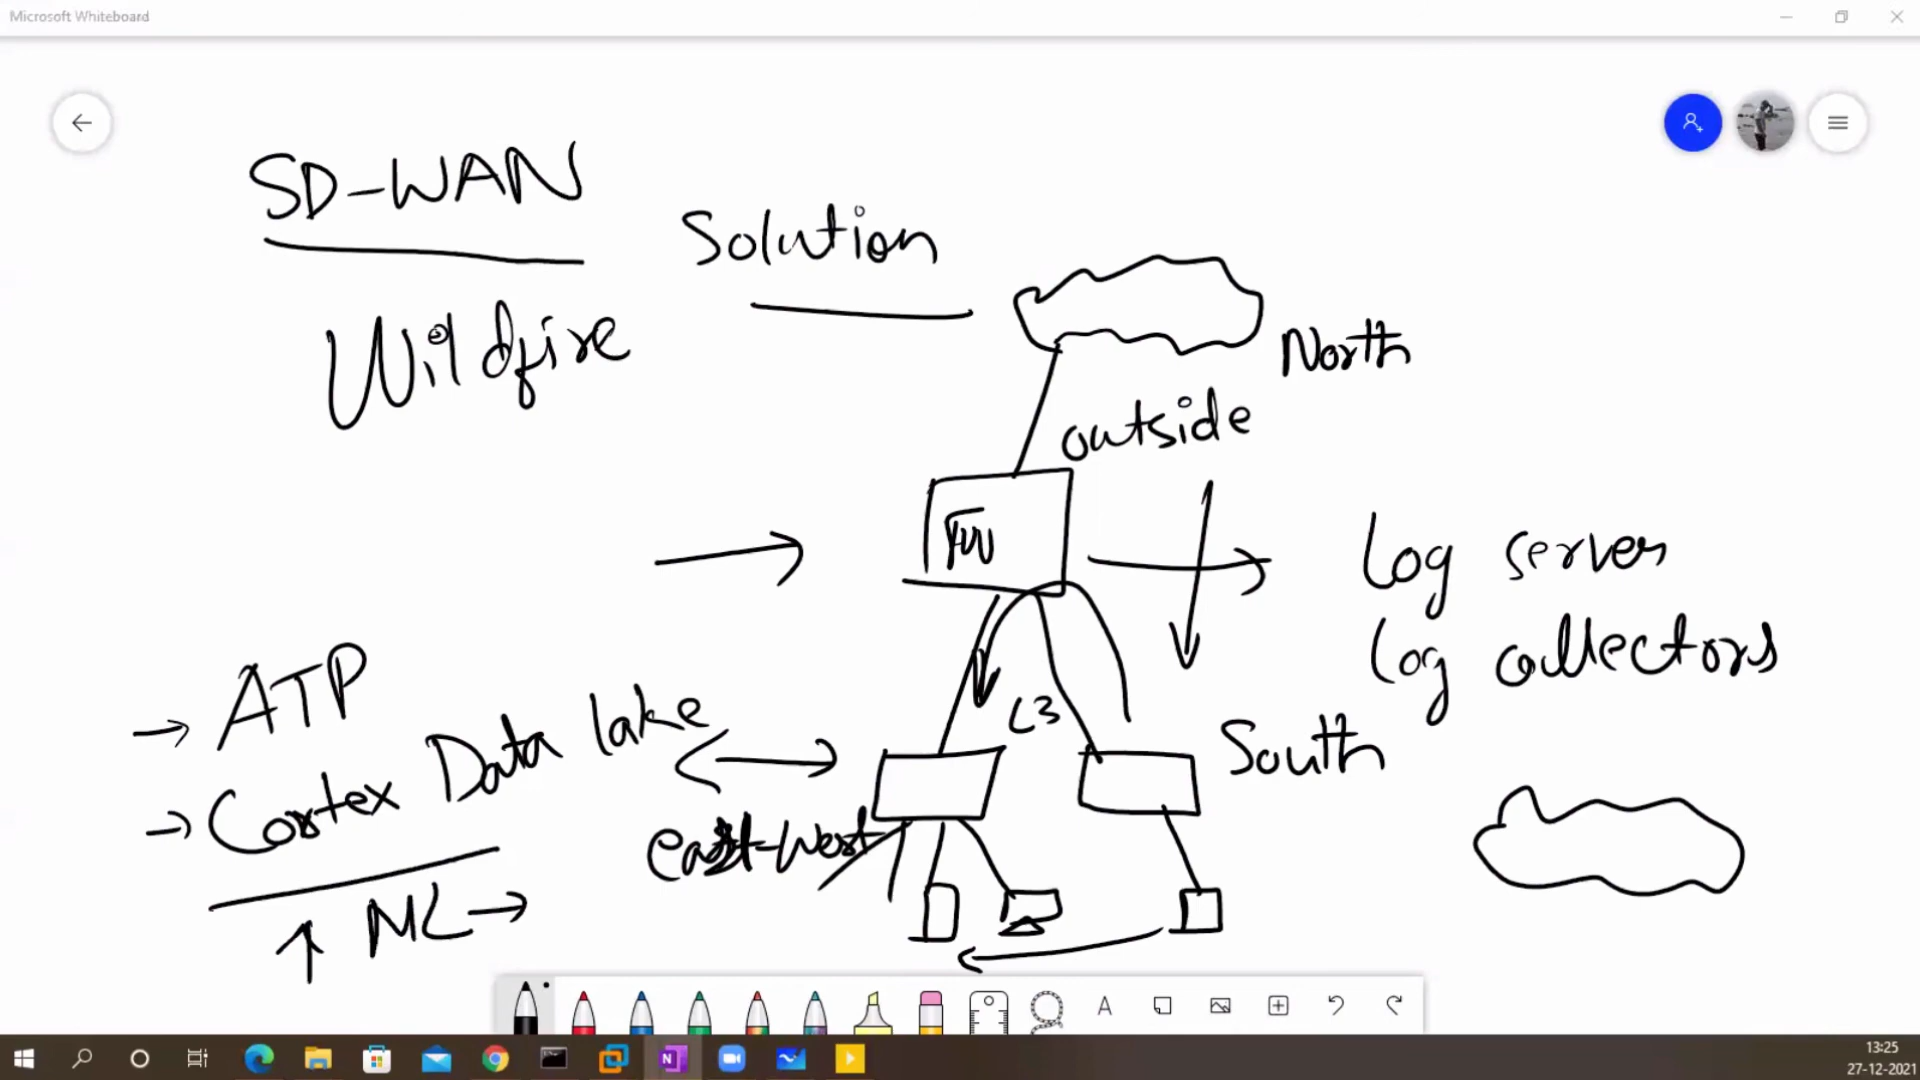 Microsoft Whiteboard
SD-WAN
Solution
Wildfire
North
outside
FW
Log server
Log collectors
ATP
L3
Cortex Data lake
South
east-west
ML
A
N
13:25
27-12-2021